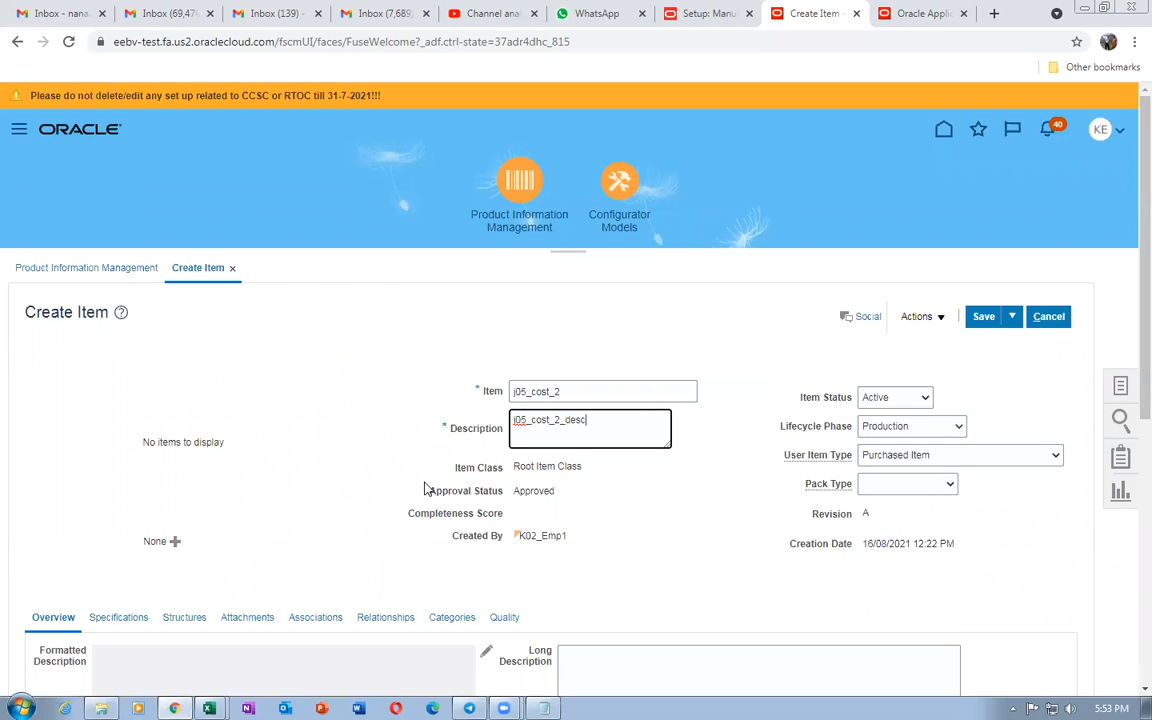 Inbox - nana
Inbox (69,47
Inbox (139) -
Inbox (7,689)
Channel ana
WhatsApp
Setup: Manu
Create Item -
Oracle Applic
eebv-test.fa.us2.oraclecloud.com/fscmUI/faces/FuseWelcome?_adf.ctrl-state=37adr4dhc_815
Other bookmarks
Please do not delete/edit any set up related to CCSC or RTOC till 31-7-2021!!!
ORACLE
40
KE
Product Information Management
Configurator Models
Product Information Management
Create Item
Create Item
Social
Actions
Save
Cancel
* Item j05_cost_2
* Description j05_cost_2_desc
Item Class Root Item Class
Approval Status Approved
Completeness Score
Created By K02_Emp1
No items to display
None
Item Status Active
Lifecycle Phase Production
User Item Type Purchased Item
Pack Type
Revision A
Creation Date 16/08/2021 12:22 PM
Overview Specifications Structures Attachments Associations Relationships Categories Quality
Formatted Description
Long Description
5:53 PM